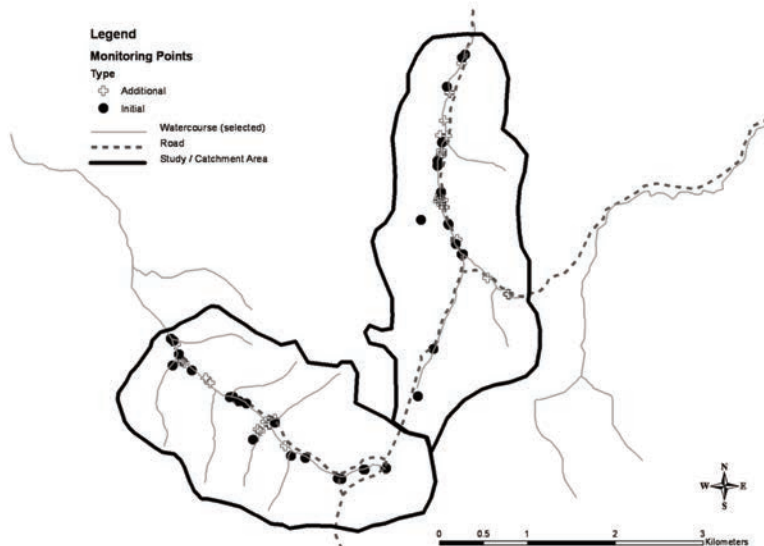 Legend
Monitoring Points
Type
Additional
Initial
Watercourse (selected)
Road
Study / Catchment Area
N
W E
S
0 0.5 1 2 3
Kilometers